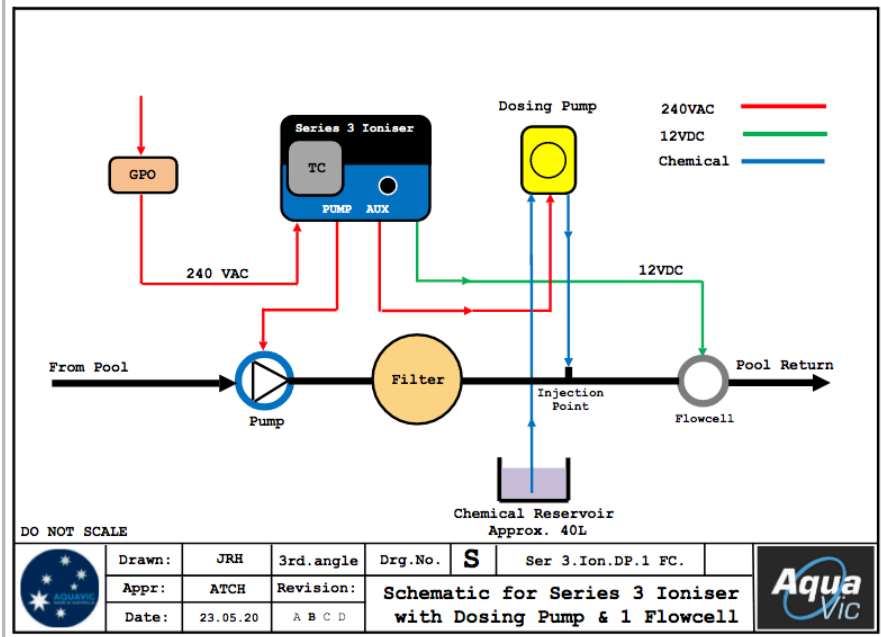 Dosing Pump
240VAC
12VDC
Chemical
Series 3 Ioniser
TC
PUMP AUX
GPO
240 VAC
12VDC
From Pool
Pump
Filter
Injection
Point
Pool Return
Flowcell
Chemical Reservoir
Approx. 40L
DO NOT SCALE
AQUAVIC
Drawn: JRH 3rd.angle Drg.No. S Ser 3.Ion.DP.1 FC.
Appr: ATCH Revision:
Date: 23.05.20 A B C D
Schematic for Series 3 Ioniser
with Dosing Pump & 1 Flowcell
Aqua
Vic